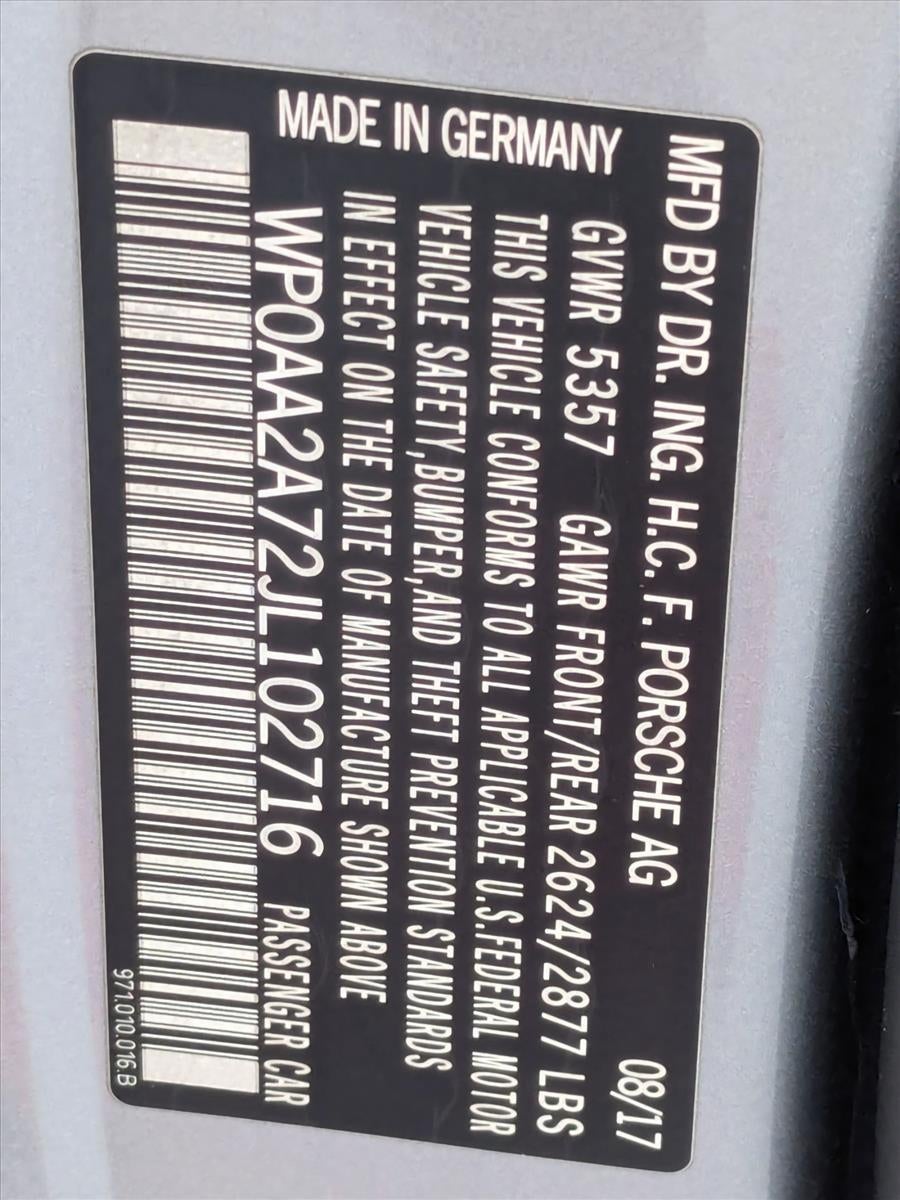 MFD BY DR. ING. H.C. F. PORSCHE AG 08/17
GVWR 5357 GAWR FRONT/REAR 2624/2877 LBS
THIS VEHICLE CONFORMS TO ALL APPLICABLE U.S.FEDERAL MOTOR
VEHICLE SAFETY,BUMPER,AND THEFT PREVENTION STANDARDS
IN EFFECT ON THE DATE OF MANUFACTURE SHOWN ABOVE
WP0AA2A72JL102716 PASSENGER CAR
971.010.016.B
MADE IN GERMANY